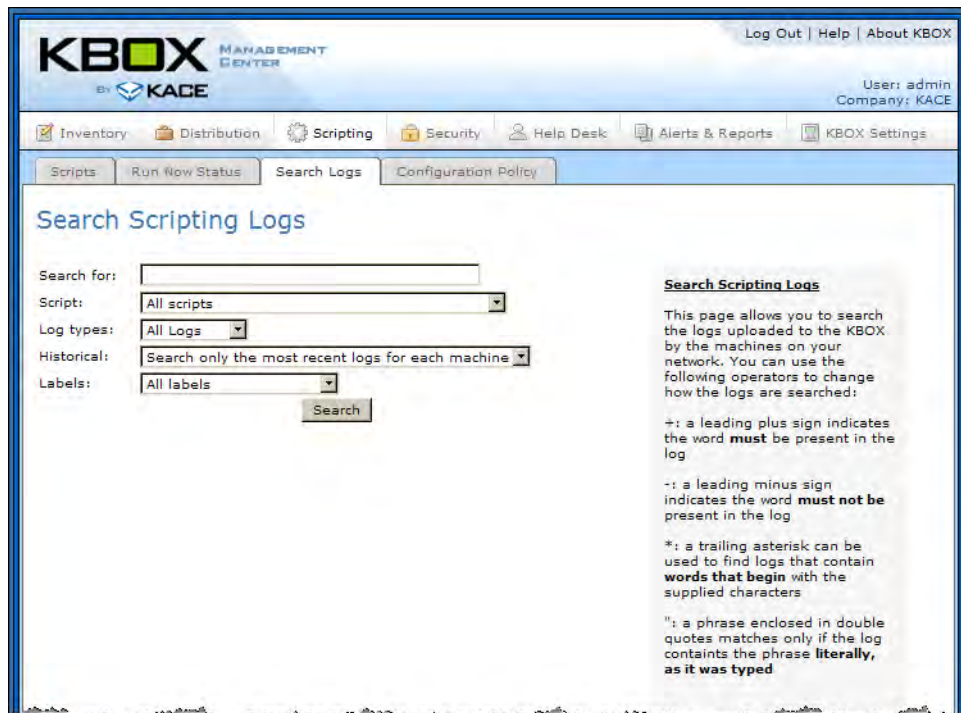 Log Out | Help | About KBOX
KBOX MANAGEMENT
CENTER
BY KACE
User: admin
Company: KACE
Inventory Distribution Scripting Security Help Desk Alerts & Reports KBOX Settings
Scripts Run Now Status Search Logs Configuration Policy
Search Scripting Logs
Search for:
Script: All scripts
Log types: All Logs
Historical: Search only the most recent logs for each machine
Labels: All labels
Search
Search Scripting Logs
This page allows you to search
the logs uploaded to the KBOX
by the machines on your
network. You can use the
following operators to change
how the logs are searched:
+: a leading plus sign indicates
the word must be present in the
log
-: a leading minus sign
indicates the word must not be
present in the log
*: a trailing asterisk can be
used to find logs that contain
words that begin with the
supplied characters
": a phrase enclosed in double
quotes matches only if the log
containts the phrase literally,
as it was typed